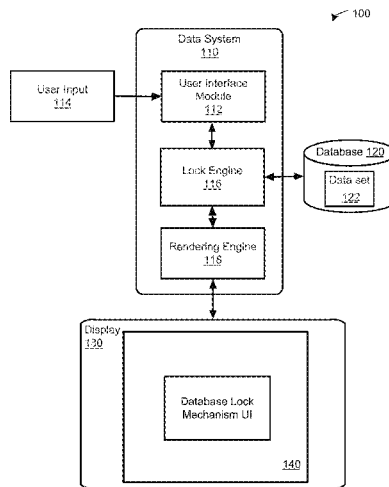 100
Data System
110
User Input
114
User Interface
Module
112
Lock Engine
116
Database 120
Data set
122
Rendering Engine
118
Display
130
Database Lock
Mechanism UI
140